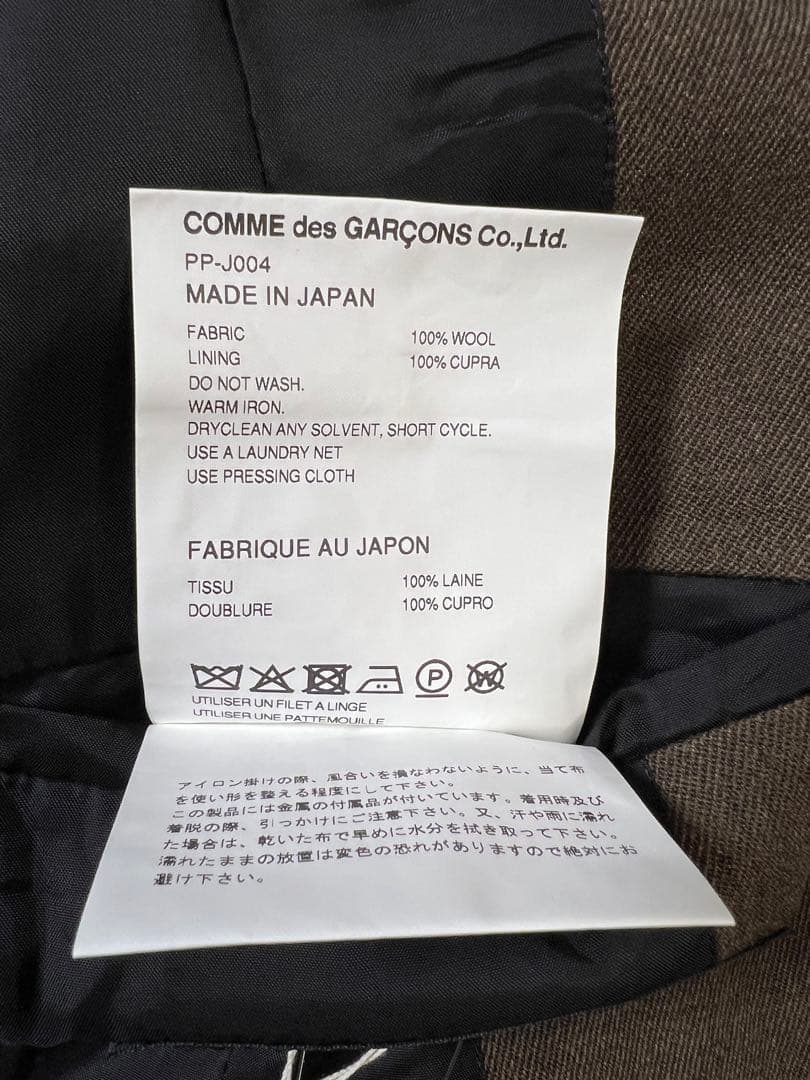 COMME des GARÇONS Co.,Ltd.
PP-J004
MADE IN JAPAN
FABRIC 100% WOOL
LINING 100% CUPRA
DO NOT WASH.
WARM IRON.
DRYCLEAN ANY SOLVENT, SHORT CYCLE.
USE A LAUNDRY NET
USE PRESSING CLOTH
FABRIQUE AU JAPON
TISSU 100% LAINE
DOUBLURE 100% CUPRO
P W
UTILISER UN FILET A LINGE
UTILISER UNE PATTEMOUILLE
アイロン掛けの際、風合いを損なわないように、当て布
を使い形を整える程度にして下さい。
この製品には金属の付属品が付いています。着用時及び
着脱の際、引っかけにご注意下さい。又、汗や雨に濡れ
た場合は、乾いた布で早めに水分を拭き取って下さい。
濡れたままの放置は変色の恐れがありますので絶対にお
避け下さい。